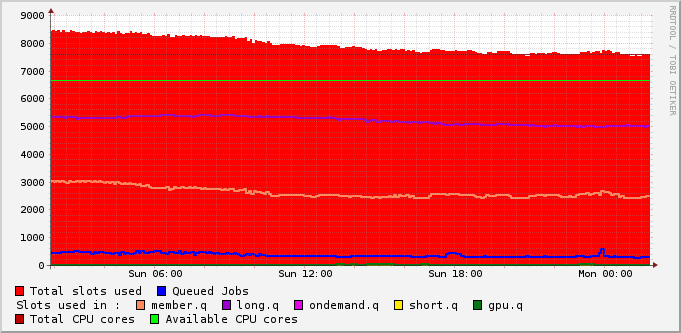 RRDTOOL / TOBI OETIKER
9000
8000
7000
6000
5000
4000
3000
2000
1000
0
Sun 06:00 Sun 12:00 Sun 18:00 Mon 00:00
Total slots used Queued Jobs
Slots used in : member.q long.q ondemand.q short.q gpu.q
Total CPU cores Available CPU cores